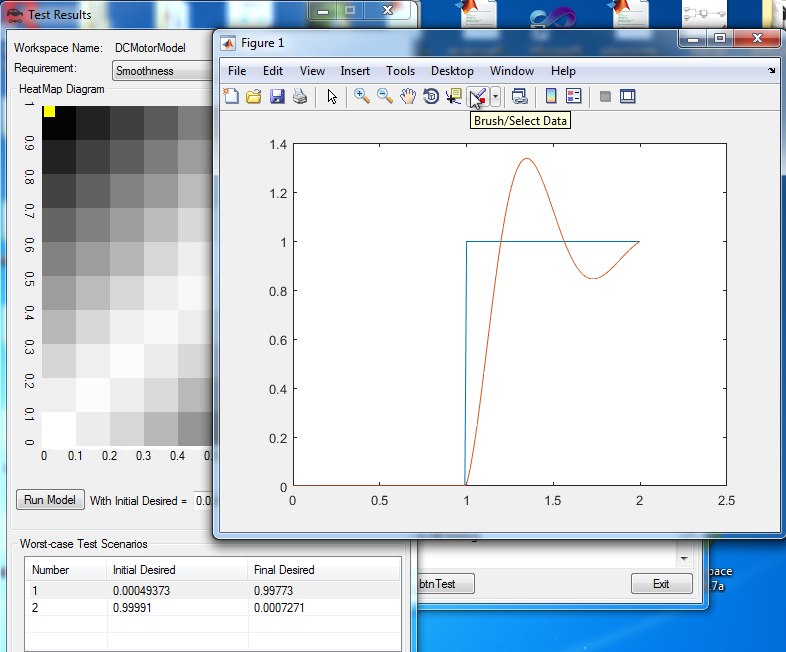 Test Results
Workspace Name: DCMotorModel
Requirement: Smoothness
HeatMap Diagram
1
0.9
0.8
0.7
0.6
0.5
0.4
0.3
0.2
0.1
0
0 0.1 0.2 0.3 0.4
Run Model With Initial Desired =
Worst-case Test Scenarios
Number Initial Desired Final Desired
1 0.00049373 0.99773
2 0.99991 0.0007271
Figure 1
File Edit View Insert Tools Desktop Window Help
Brush/Select Data
1.4
1.2
1
0.8
0.6
0.4
0.2
0
0 0.5 1 1.5 2 2.5
btnTest Exit
pace
.7a